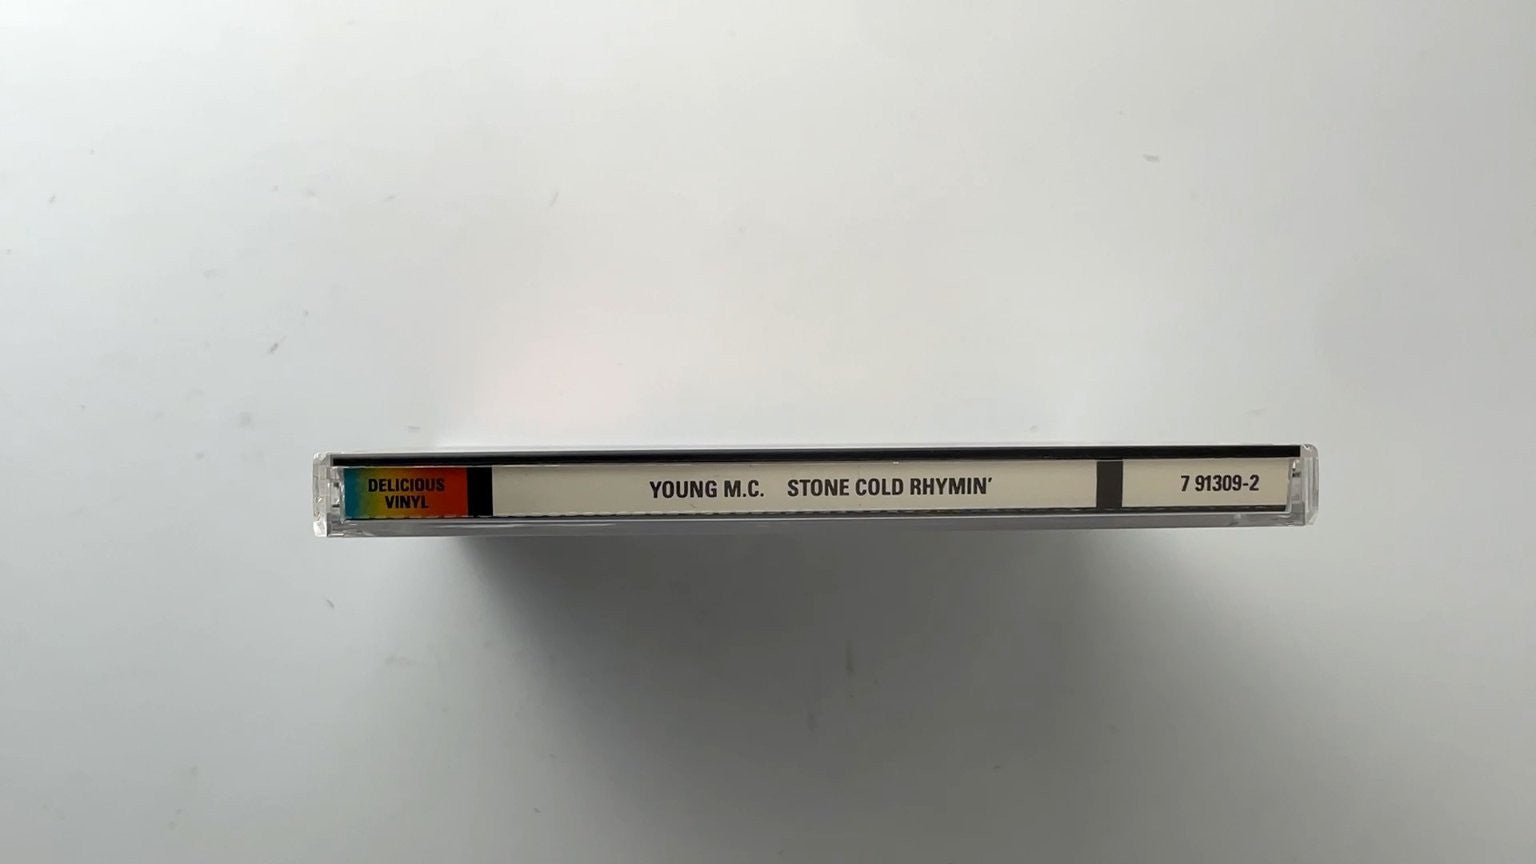 DELICIOUS
VINYL
YOUNG M.C. STONE COLD RHYMIN'
7 91309-2